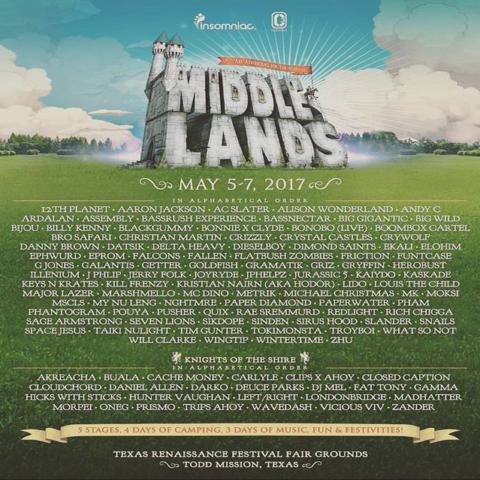 insomniac
AN ADVENTURE FOR THE AGES
MIDDLE
LANDS
MAY 5-7, 2017
IN ALPHABETICAL ORDER
12TH PLANET • AARON JACKSON • AC SLATER • ALISON WONDERLAND • ANDY C
ARDALAN • ASSEMBLY • BASSRUSH EXPERIENCE • BASSNECTAR • BIG GIGANTIC • BIG WILD
BIJOU • BILLY KENNY • BLACKGUMMY • BONNIE X CLYDE • BONOBO (LIVE) • BOOMBOX CARTEL
BRO SAFARI • CHRISTIAN MARTIN • CRIZZLY • CRYSTAL CASTLES • CRYWOLF
DANNY BROWN • DATSIK • DELTA HEAVY • DIESELBOY • DIMOND SAINTS • EKALI • ELOHIM
EPHWURD • EPROM • FALCONS • FALLEN • FLATBUSH ZOMBIES • FRICTION • FUNTCASE
G JONES • GALANTIS • GETTER • GOLDFISH • GRAMATIK • GRIZ • GRYFFIN • HEROBUST
ILLENIUM • J PHLIP • JERRY FOLK • JOYRYDE • JPHELPZ • JURASSIC 5 • KAIYDO • KASKADE
KEYS N KRATES • KILL FRENZY • KRISTIAN NAIRN (AKA HODOR) • LIDO • LOUIS THE CHILD
MAJOR LAZER • MARSHMELLO • MC DINO • METRIK • MICHAEL CHRISTMAS • MK • MOKSI
MSCLS • MY NU LENG • NGHTMRE • PAPER DIAMOND • PAPERWATER • PHAM
PHANTOGRAM • POUYA • PUSHER • QUIX • RAE SREMMURD • REDLIGHT • RICH CHIGGA
SAGE ARMSTRONG • SEVEN LIONS • SIKDOPE • SINDEN • SIRUS HOOD • SLANDER • SNAILS
SPACE JESUS • TAIKI NULIGHT • TIM GUNTER • TOKIMONSTA • TROYBOI • WHAT SO NOT
WILL CLARKE • WINGTIP • WINTERTIME • ZHU
KNIGHTS OF THE SHIRE
IN ALPHABETICAL ORDER
AKREACHA • BUALA • CACHE MONEY • CARLYLE • CLIPS X AHOY • CLOSED CAPTION
CLOUDCHORD • DANIEL ALLEN • DARKO • DEUCE PARKS • DJ MEL • FAT TONY • GAMMA
HICKS WITH STICKS • HUNTER VAUGHAN • LEFT/RIGHT • LONDONBRIDGE • MADHATTER
MORPEI • ONEG • PRISMO • TRIPS AHOY • WAVEDASH • VICIOUS VIV • ZANDER
5 STAGES, 4 DAYS OF CAMPING, 3 DAYS OF MUSIC, FUN & FESTIVITIES!
TEXAS RENAISSANCE FESTIVAL FAIR GROUNDS
TODD MISSION, TEXAS